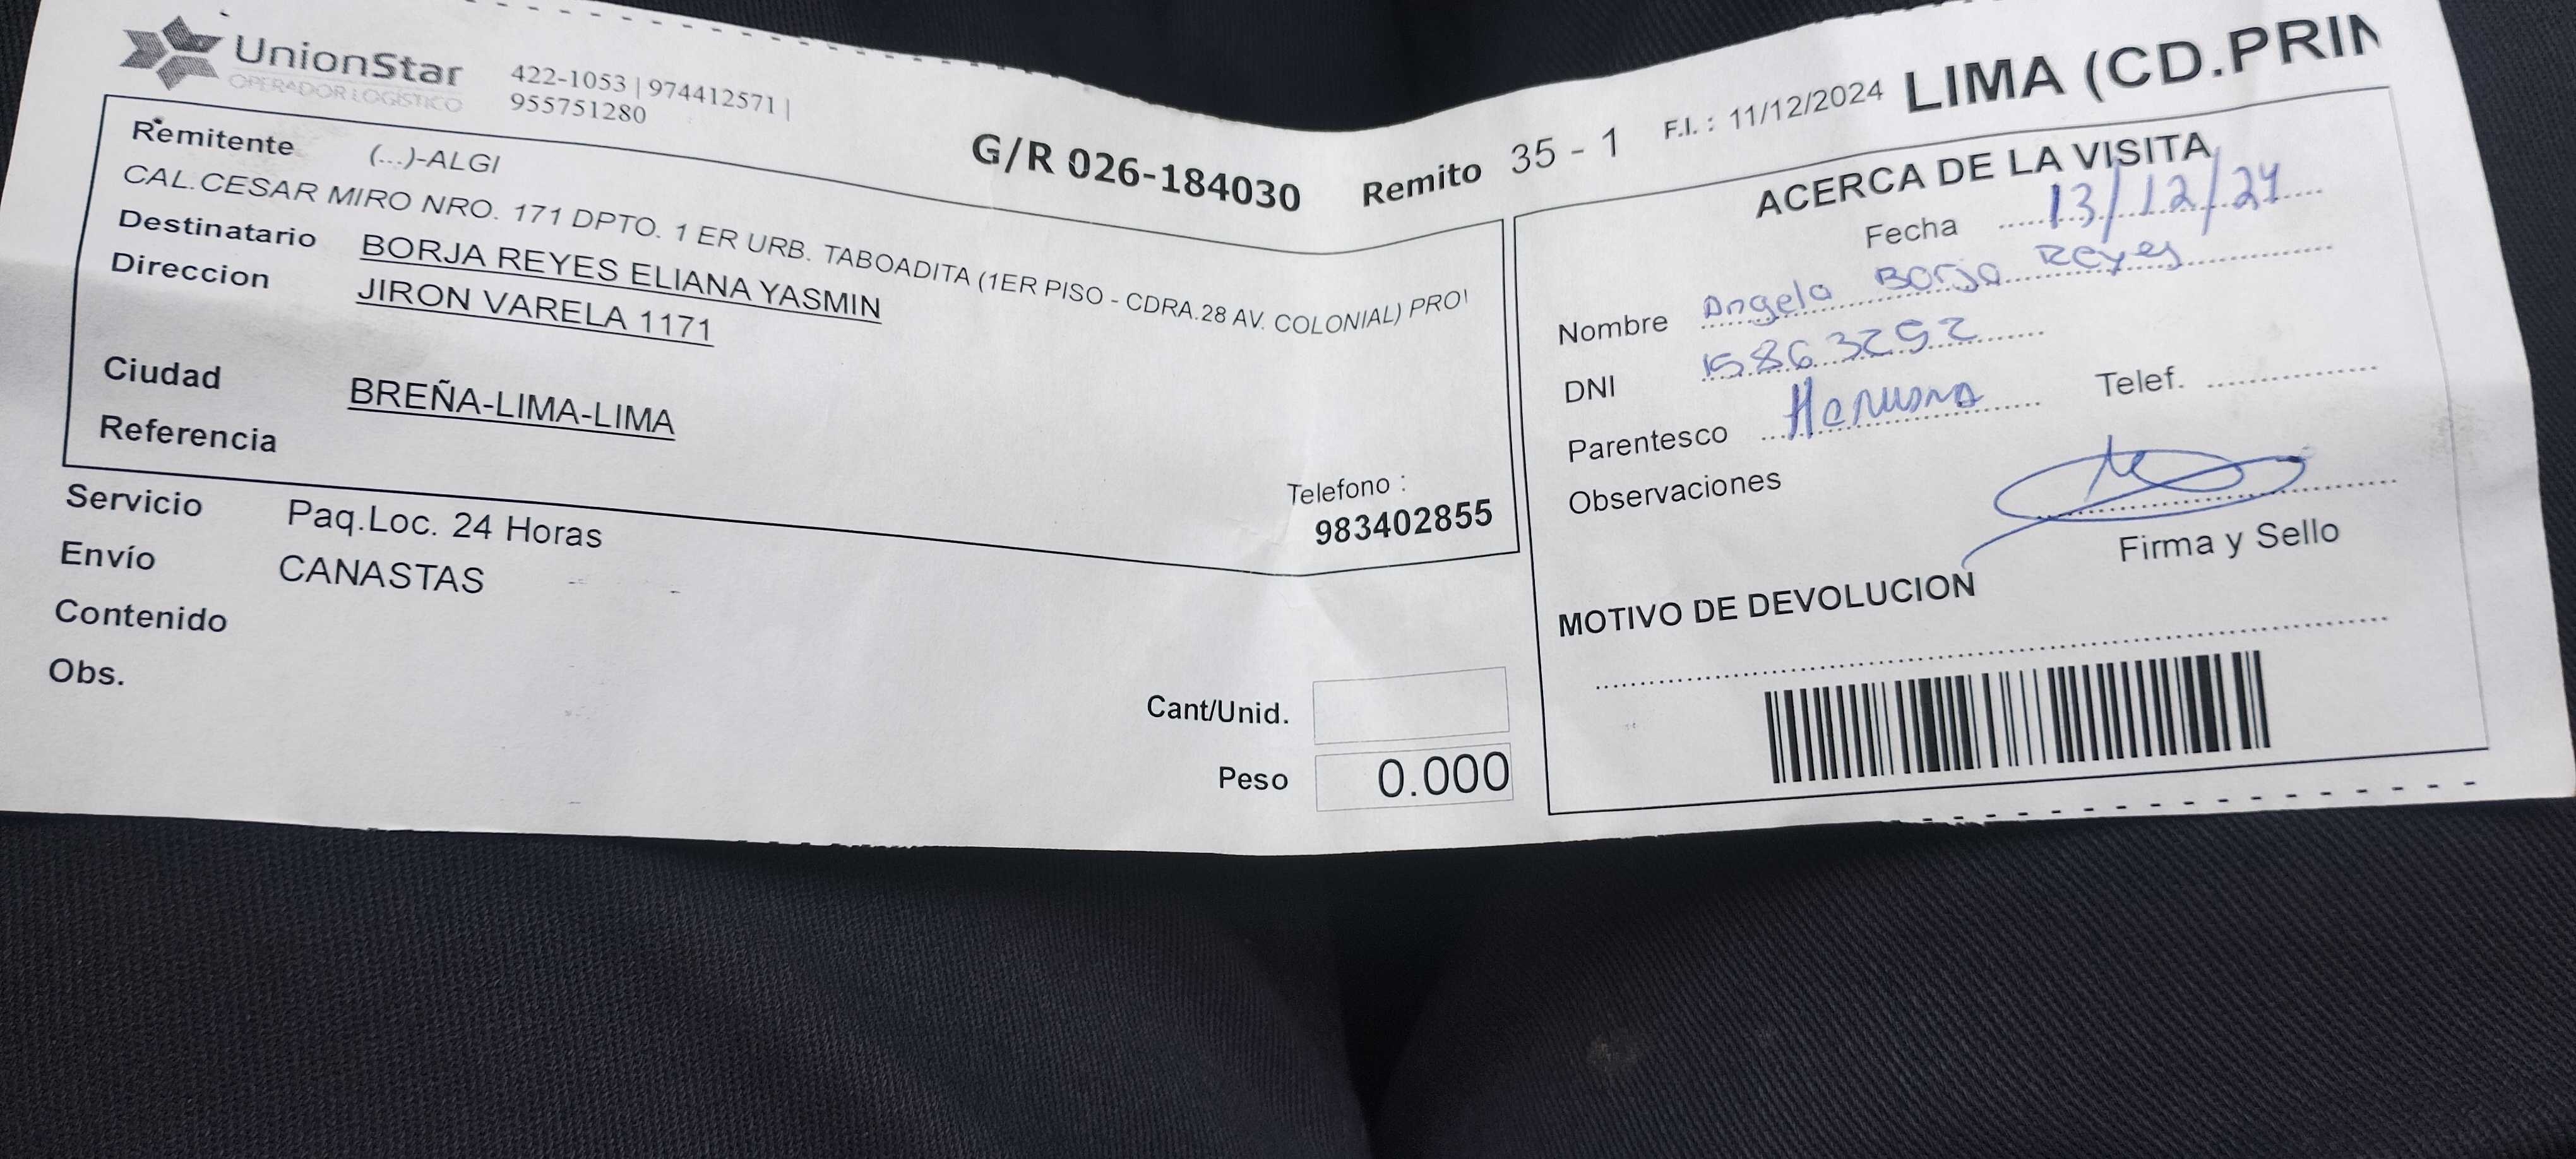 UnionStar
OPERADOR LOGÍSTICO
422-1053 | 974412571 |
955751280
G/R 026-184030
Remito 35 - 1
F.I. : 11/12/2024
LIMA (CD.PRIN
Remitente (...)-ALGI
CAL.CESAR MIRO NRO. 171 DPTO. 1 ER URB. TABOADITA (1ER PISO - CDRA.28 AV. COLONIAL) PRO
Destinatario BORJA REYES ELIANA YASMIN
Direccion JIRON VARELA 1171
Ciudad BREÑA-LIMA-LIMA
Referencia
Telefono :
983402855
Servicio Paq.Loc. 24 Horas
Envío CANASTAS
Contenido
Obs.
Cant/Unid.
Peso 0.000
ACERCA DE LA VISITA
Fecha 13/12/24
Nombre Angela Borja Reyes
DNI 15863292
Parentesco Hermana Telef.
Observaciones
Firma y Sello
MOTIVO DE DEVOLUCION